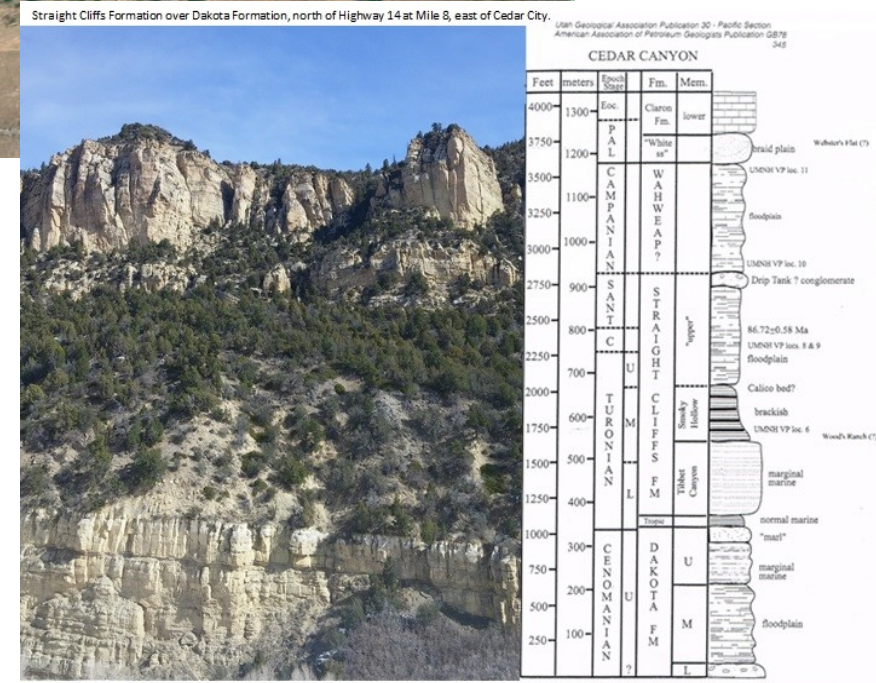 Straight Cliffs Formation over Dakota Formation, north of Highway 14 at Mile 8, east of Cedar City.
Utah Geological Association Publication 30 - Pacific Section
American Association of Petroleum Geologists Publication GB78
345
CEDAR CANYON
Feet meters Epoch Stage Fm. Mem.
4000 1300 Eoc. Claron Fm. lower
3750 PAL "White ss" braid plain Webster's Flat (?)
1200
3500 CAMPANIAN WAHWEAP? UMNH VP loc. 11
1100
3250 floodplain
3000 1000
UMNH VP loc. 10
2750 900 SANT STRAIGHT CLIFFS FM "upper" Drip Tank ? conglomerate
2500 800 86.72±0.58 Ma
C UMNH VP locs. 8 & 9
2250 U floodplain
700
2000 TURONIAN Calico bed?
600 M Smoky Hollow brackish
1750 UMNH VP loc. 6 Wood's Ranch (?)
1500 500 L Tibbet Canyon marginal marine
1250 400
Tropic normal marine
1000 "marl"
300 CENOMANIAN DAKOTA FM U
750 marginal marine
200 U
500 M floodplain
250 100
? L